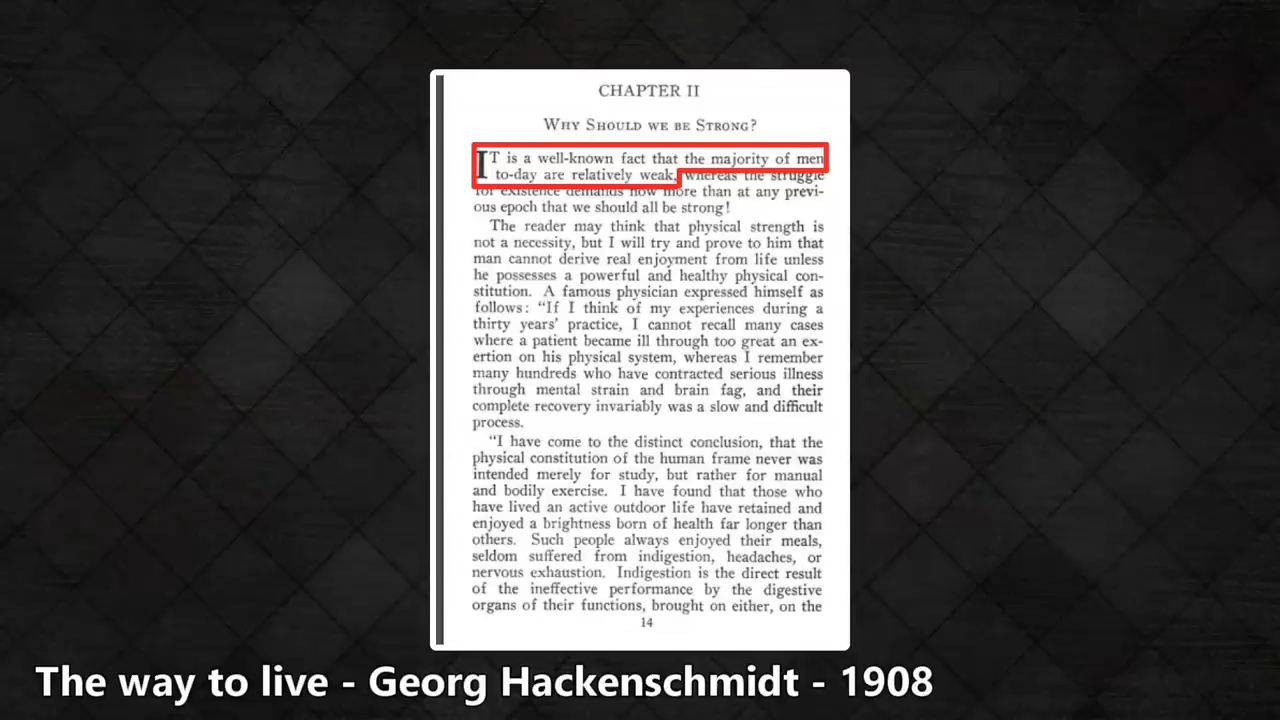 CHAPTER II
WHY SHOULD WE BE STRONG?
IT is a well-known fact that the majority of men
to-day are relatively weak, whereas the struggle
for existence demands now more than at any previ-
ous epoch that we should all be strong!
The reader may think that physical strength is
not a necessity, but I will try and prove to him that
man cannot derive real enjoyment from life unless
he possesses a powerful and healthy physical con-
stitution. A famous physician expressed himself as
follows: "If I think of my experiences during a
thirty years' practice, I cannot recall many cases
where a patient became ill through too great an ex-
ertion on his physical system, whereas I remember
many hundreds who have contracted serious illness
through mental strain and brain fag, and their
complete recovery invariably was a slow and difficult
process.
"I have come to the distinct conclusion, that the
physical constitution of the human frame never was
intended merely for study, but rather for manual
and bodily exercise. I have found that those who
have lived an active outdoor life have retained and
enjoyed a brightness born of health far longer than
others. Such people always enjoyed their meals,
seldom suffered from indigestion, headaches, or
nervous exhaustion. Indigestion is the direct result
of the ineffective performance by the digestive
organs of their functions, brought on either, on the
14
The way to live - Georg Hackenschmidt - 1908